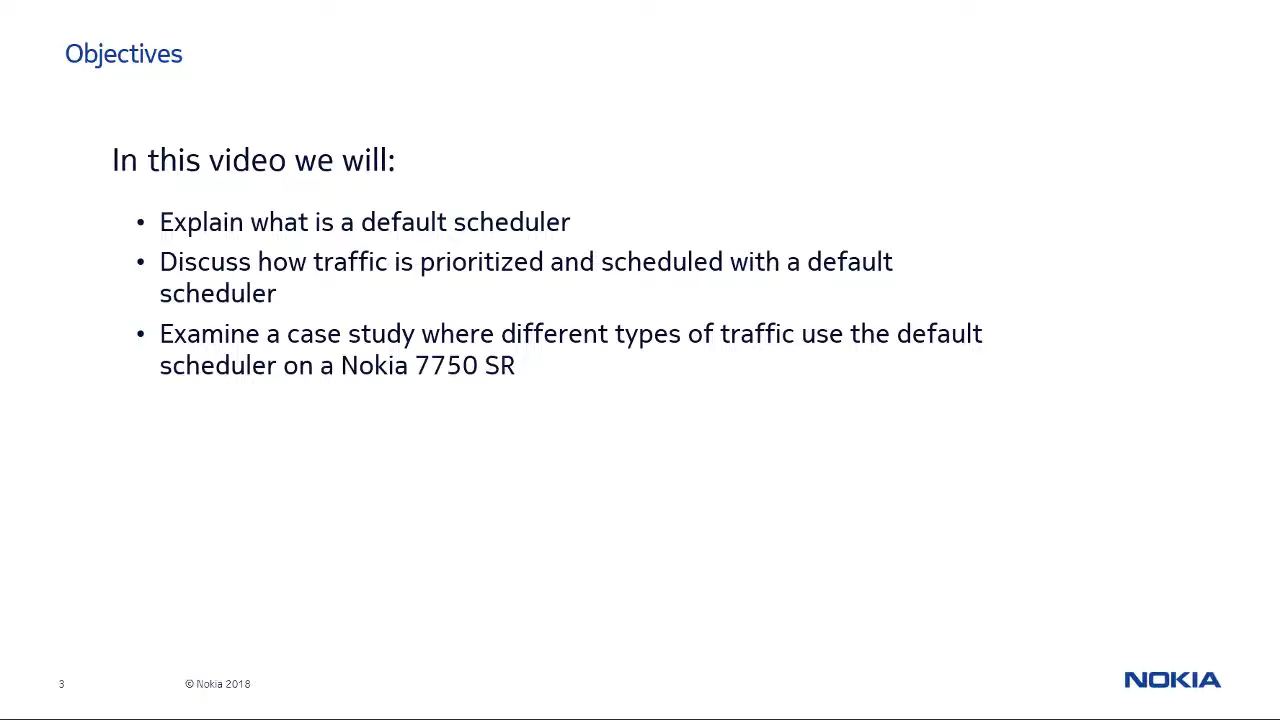 Objectives
In this video we will:
• Explain what is a default scheduler
• Discuss how traffic is prioritized and scheduled with a default
scheduler
• Examine a case study where different types of traffic use the default
scheduler on a Nokia 7750 SR
3
© Nokia 2018
NOKIA